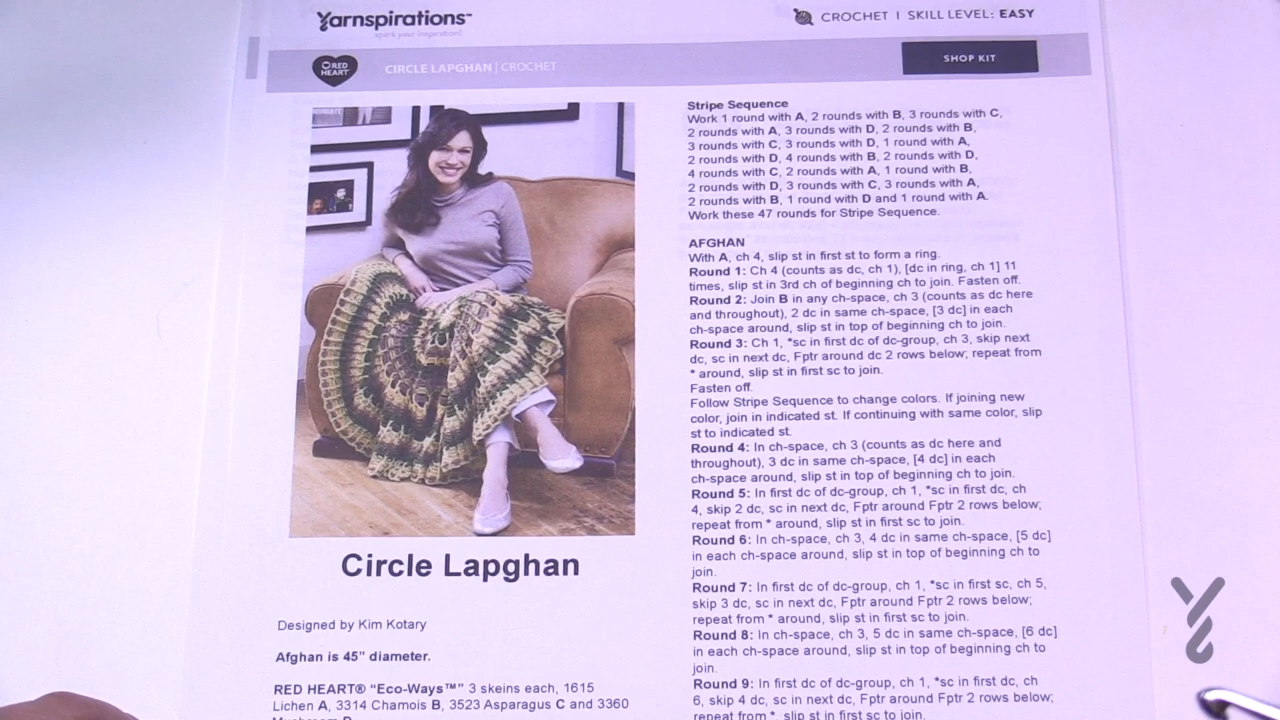 Yarnspirations™
spark your inspiration!
CROCHET | SKILL LEVEL: EASY
RED HEART
CIRCLE LAPGHAN | CROCHET
SHOP KIT
Circle Lapghan
Designed by Kim Kotary
Afghan is 45" diameter.
RED HEART® “Eco-Ways™” 3 skeins each, 1615
Lichen A, 3314 Chamois B, 3523 Asparagus C and 3360
Mushroom D
Stripe Sequence
Work 1 round with A, 2 rounds with B, 3 rounds with C,
2 rounds with A, 3 rounds with D, 2 rounds with B,
3 rounds with C, 3 rounds with D, 1 round with A,
2 rounds with D, 4 rounds with B, 2 rounds with D,
4 rounds with C, 2 rounds with A, 1 round with B,
2 rounds with D, 3 rounds with C, 3 rounds with A,
2 rounds with B, 1 round with D and 1 round with A.
Work these 47 rounds for Stripe Sequence.
AFGHAN
With A, ch 4, slip st in first st to form a ring.
Round 1: Ch 4 (counts as dc, ch 1), [dc in ring, ch 1] 11
times, slip st in 3rd ch of beginning ch to join. Fasten off.
Round 2: Join B in any ch-space, ch 3 (counts as dc here
and throughout), 2 dc in same ch-space, [3 dc] in each
ch-space around, slip st in top of beginning ch to join.
Round 3: Ch 1, *sc in first dc of dc-group, ch 3, skip next
dc, sc in next dc, Fptr around dc 2 rows below; repeat from
* around, slip st in first sc to join.
Fasten off.
Follow Stripe Sequence to change colors. If joining new
color, join in indicated st. If continuing with same color, slip
st to indicated st.
Round 4: In ch-space, ch 3 (counts as dc here and
throughout), 3 dc in same ch-space, [4 dc] in each
ch-space around, slip st in top of beginning ch to join.
Round 5: In first dc of dc-group, ch 1, *sc in first dc, ch
4, skip 2 dc, sc in next dc, Fptr around Fptr 2 rows below;
repeat from * around, slip st in first sc to join.
Round 6: In ch-space, ch 3, 4 dc in same ch-space, [5 dc]
in each ch-space around, slip st in top of beginning ch to
join.
Round 7: In first dc of dc-group, ch 1, *sc in first sc, ch 5,
skip 3 dc, sc in next dc, Fptr around Fptr 2 rows below;
repeat from * around, slip st in first sc to join.
Round 8: In ch-space, ch 3, 5 dc in same ch-space, [6 dc]
in each ch-space around, slip st in top of beginning ch to
join.
Round 9: In first dc of dc-group, ch 1, *sc in first dc, ch
6, skip 4 dc, sc in next dc, Fptr around Fptr 2 rows below;
repeat from *, slip st in first sc to join.